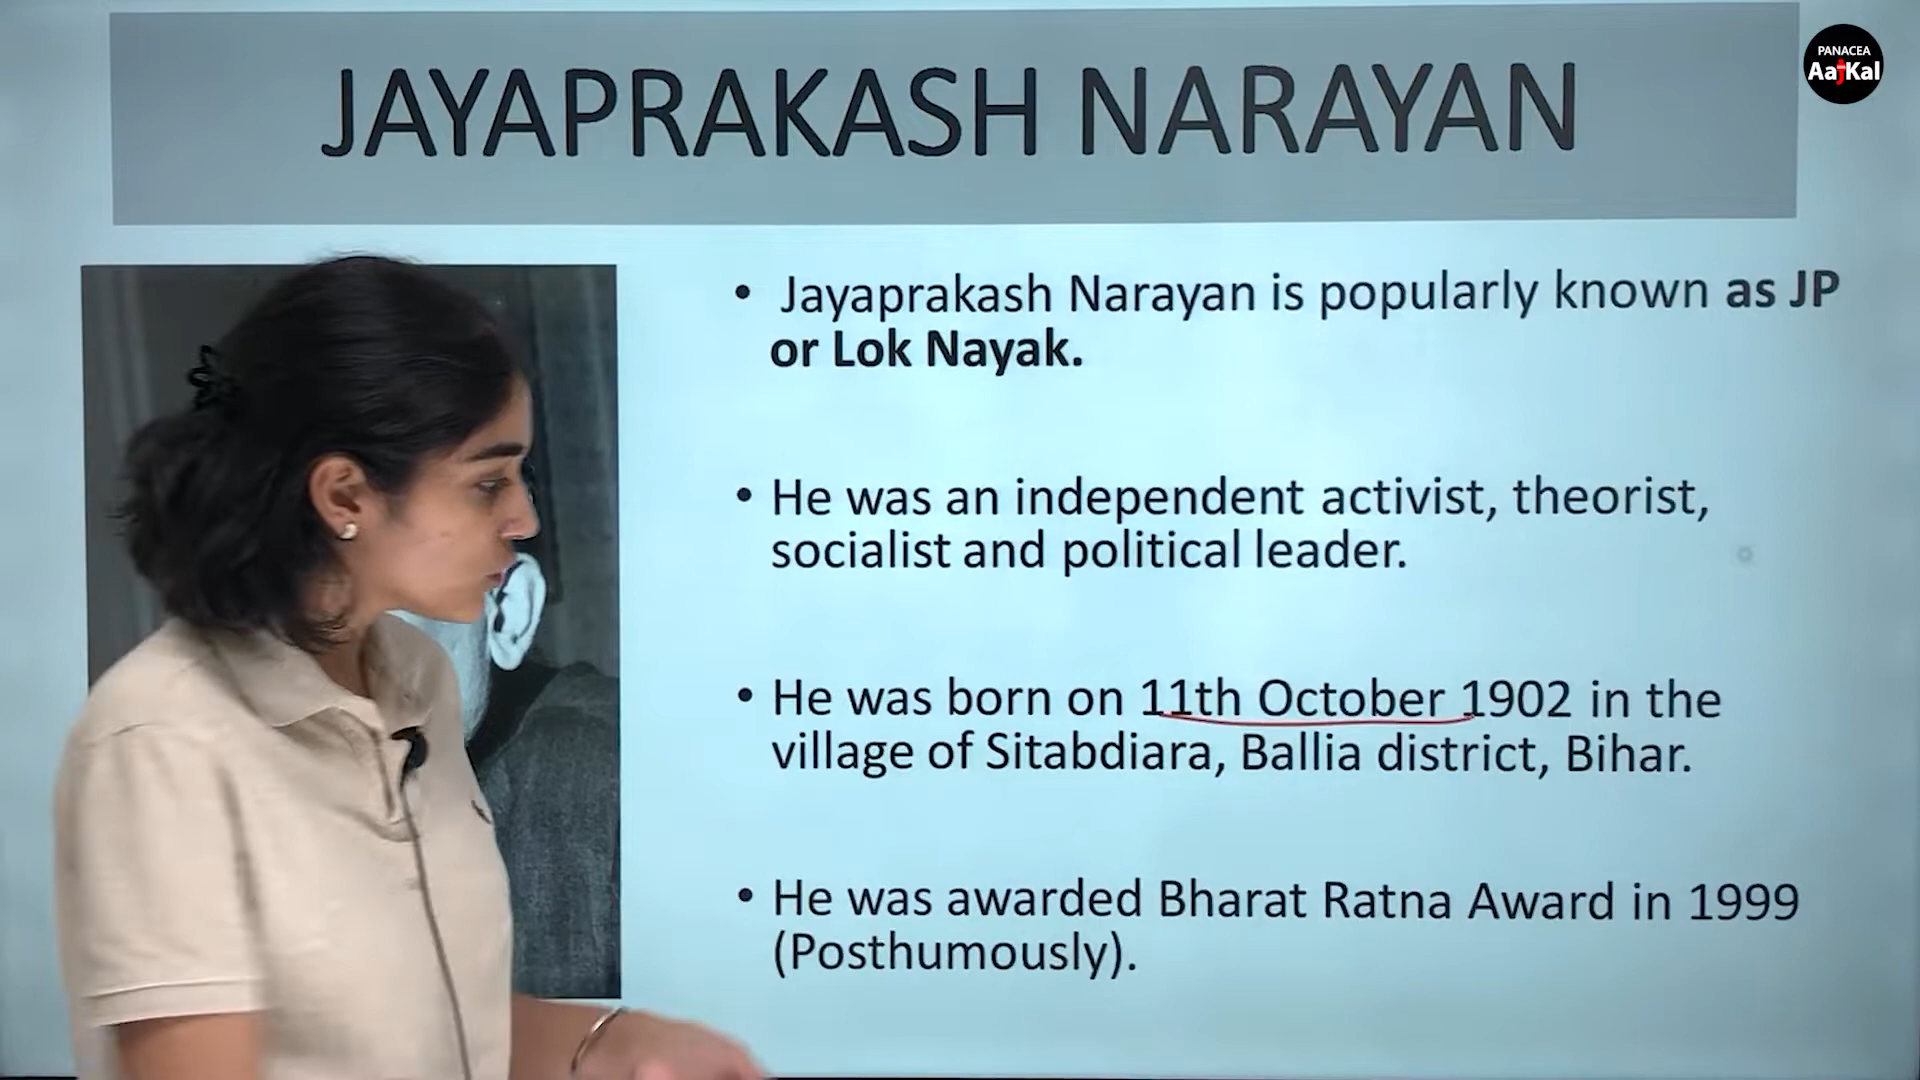 JAYAPRAKASH NARAYAN
PANACEA
AajKal
• Jayaprakash Narayan is popularly known as JP
or Lok Nayak.
• He was an independent activist, theorist,
socialist and political leader.
• He was born on 11th October 1902 in the
village of Sitabdiara, Ballia district, Bihar.
• He was awarded Bharat Ratna Award in 1999
(Posthumously).